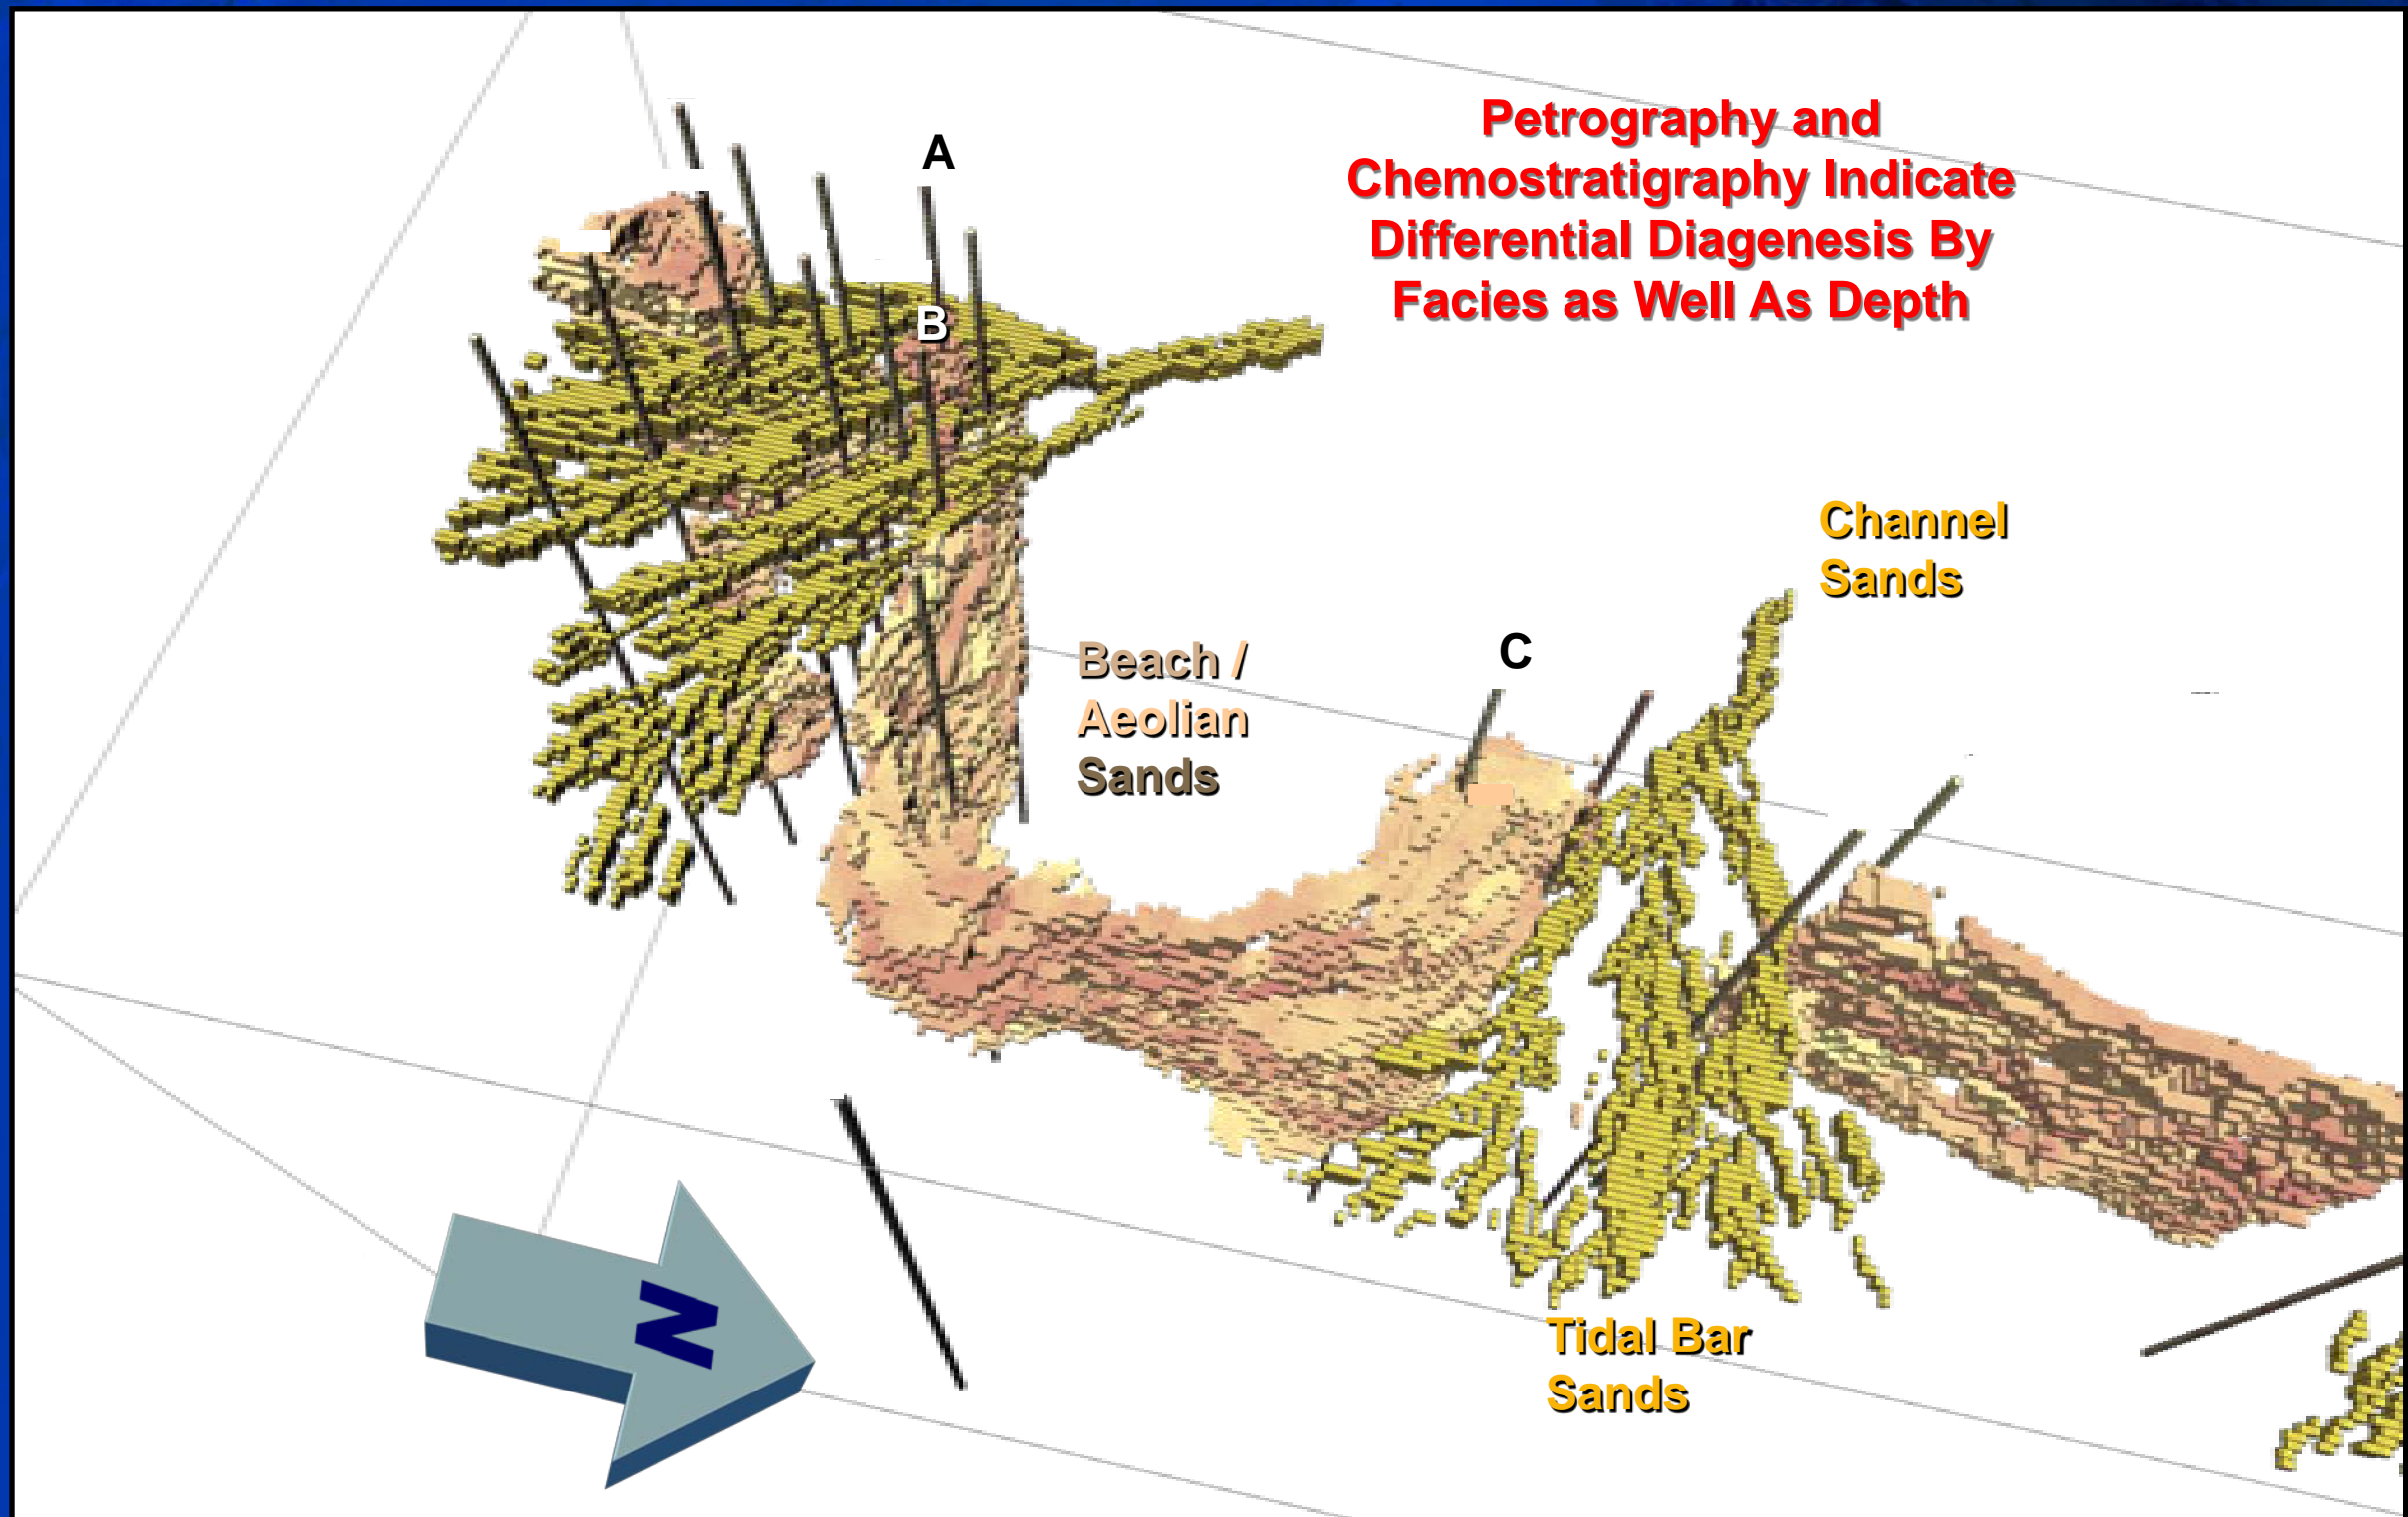 Petrography and
Chemostratigraphy Indicate
Differential Diagenesis By
Facies as Well As Depth
A
B
Channel
Sands
Beach /
Aeolian
Sands
C
Tidal Bar
Sands
N